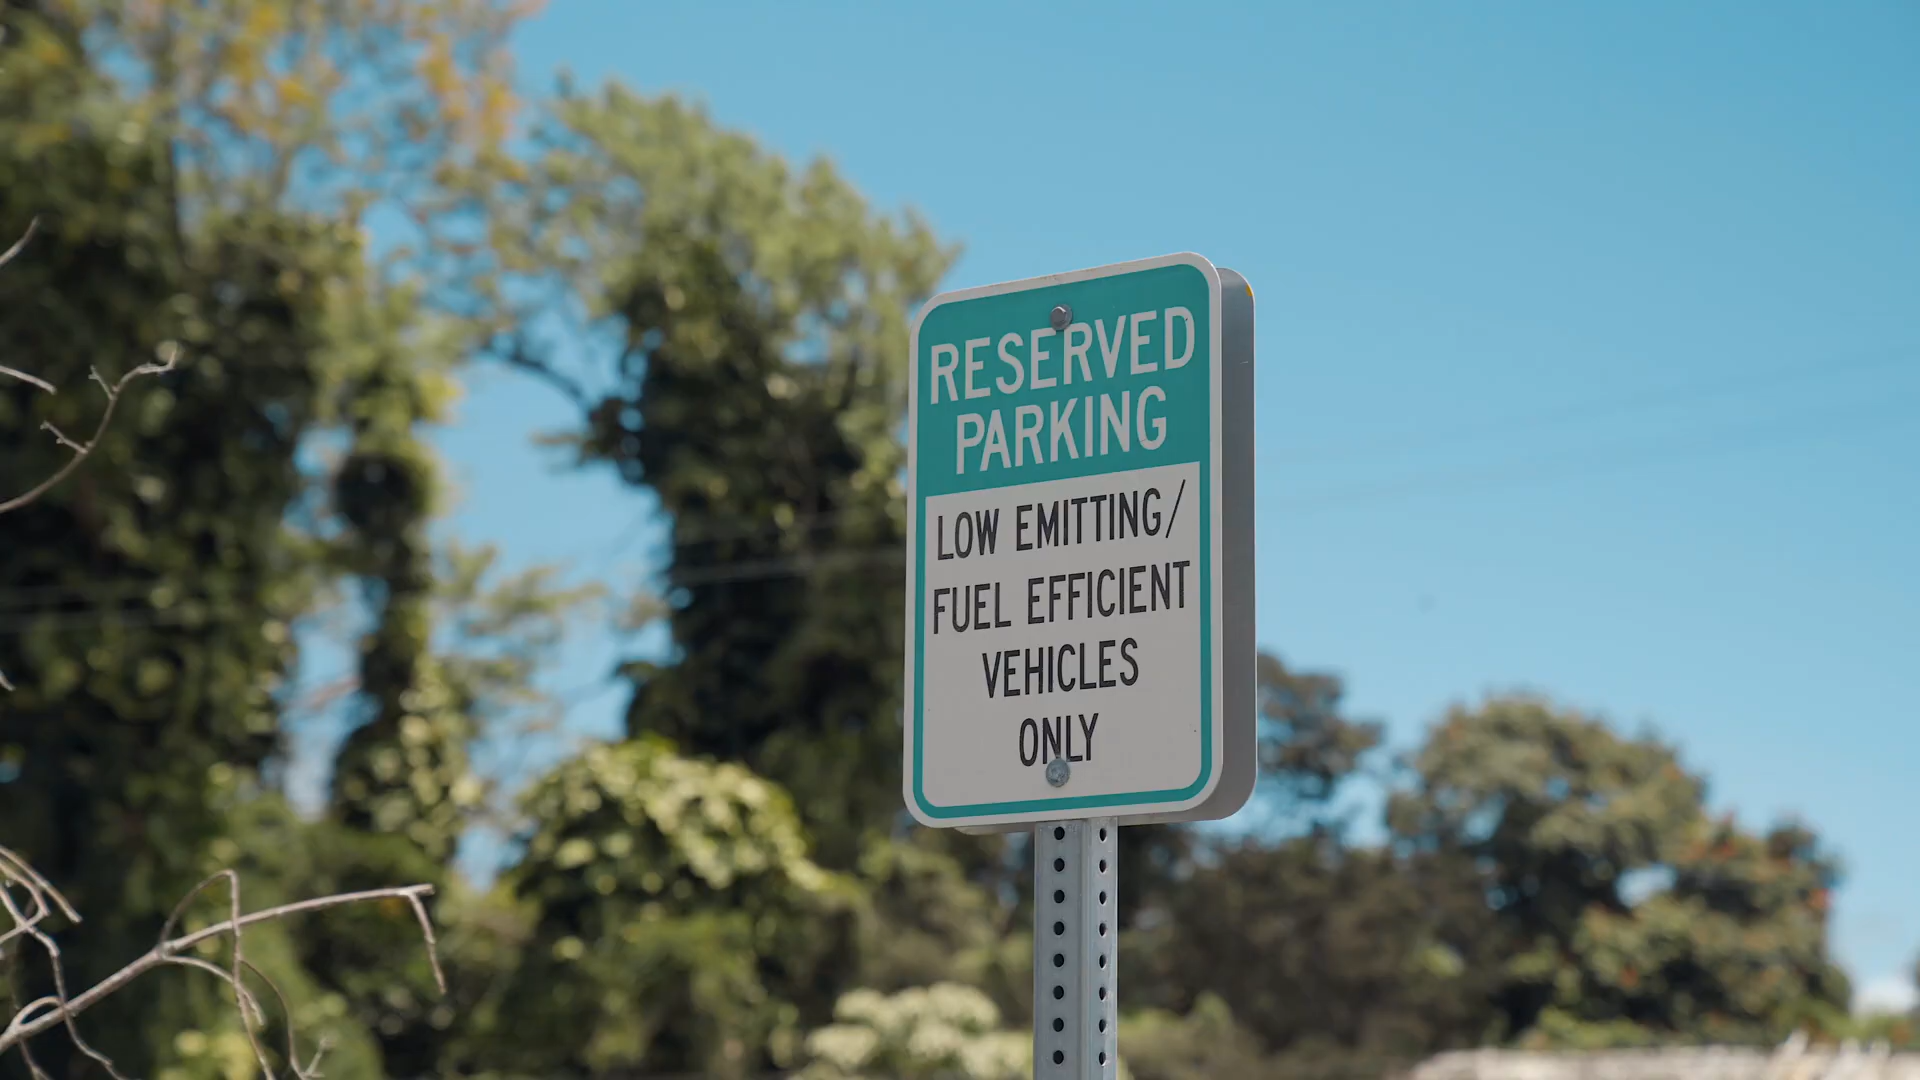 RESERVED
PARKING
LOW EMITTING/
FUEL EFFICIENT
VEHICLES
ONLY